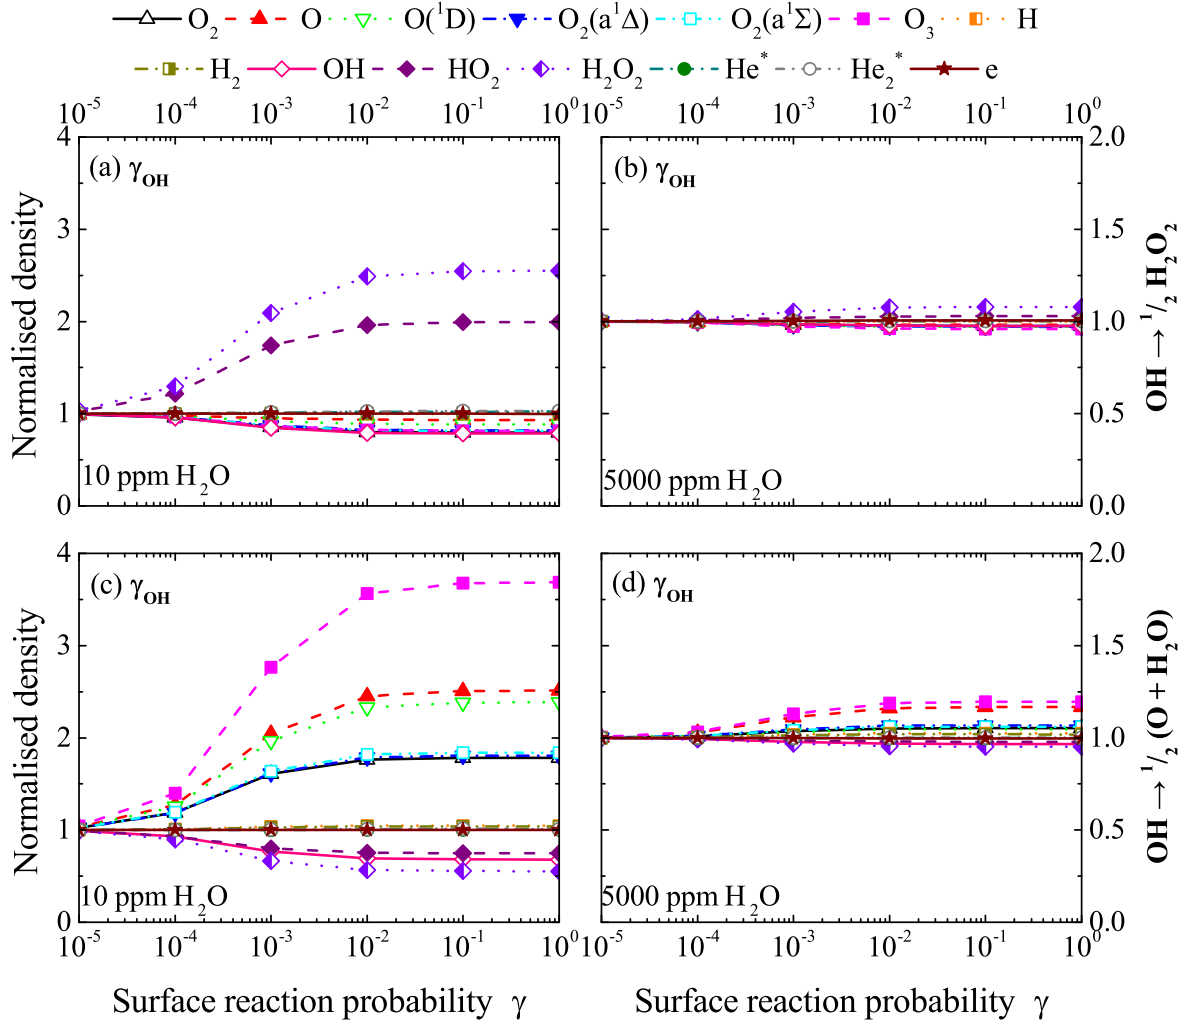 O₂ O O(¹D) O₂(a¹Δ) O₂(a¹Σ) O₃ H
H₂ OH HO₂ H₂O₂ He* He₂* e
10⁻⁵ 10⁻⁴ 10⁻³ 10⁻² 10⁻¹ 10⁰ 10⁻⁵ 10⁻⁴ 10⁻³ 10⁻² 10⁻¹ 10⁰
4
3
2
1
0
Normalised density
(a) γOH
10 ppm H₂O
(b) γOH
5000 ppm H₂O
2.0
1.5
1.0
0.5
0.0
OH → ¹/₂ H₂O₂
4
3
2
1
0
Normalised density
(c) γOH
10 ppm H₂O
(d) γOH
5000 ppm H₂O
2.0
1.5
1.0
0.5
0.0
OH → ¹/₂ (O + H₂O)
10⁻⁵ 10⁻⁴ 10⁻³ 10⁻² 10⁻¹ 10⁰ 10⁻⁵ 10⁻⁴ 10⁻³ 10⁻² 10⁻¹ 10⁰
Surface reaction probability γ Surface reaction probability γ